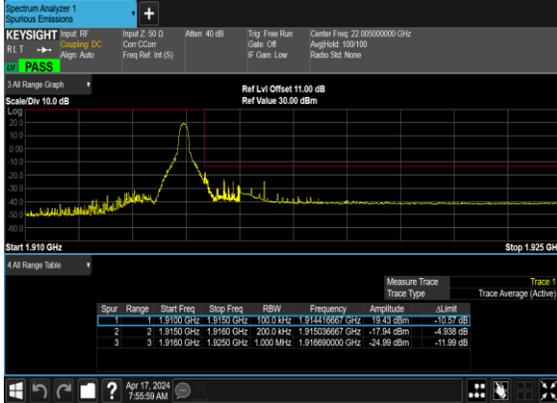 Spectrum Analyzer 1
Spurious Emissions
+
KEYSIGHT Input: RF Input Z: 50 Ω Atten: 40 dB Trig: Free Run Center Freq: 22.005000000 GHz
RLT Coupling: DC Corr CCorr Gate: Off Avg|Hold: 100/100
Align: Auto Freq Ref: Int (S) IF Gain: Low Radio Std: None
PASS
3 All Range Graph
Ref Lvl Offset 11.00 dB
Scale/Div 10.0 dB Ref Value 30.00 dBm
Log
20.0
10.0
0.00
-10.0
-20.0
-30.0
-40.0
-50.0
-60.0
Start 1.910 GHz Stop 1.925 GH
4 All Range Table
Measure Trace Trace 1
Trace Type Trace Average (Active)
Spur Range Start Freq Stop Freq RBW Frequency Amplitude ΔLimit
1 1 1.9100 GHz 1.9150 GHz 100.0 kHz 1.914416667 GHz 19.43 dBm -10.57 dB
2 2 1.9150 GHz 1.9160 GHz 200.0 kHz 1.915036667 GHz -17.94 dBm -4.938 dB
3 3 1.9160 GHz 1.9250 GHz 1.000 MHz 1.916690000 GHz -24.99 dBm -11.99 dB
?
Apr 17, 2024
7:55:59 AM